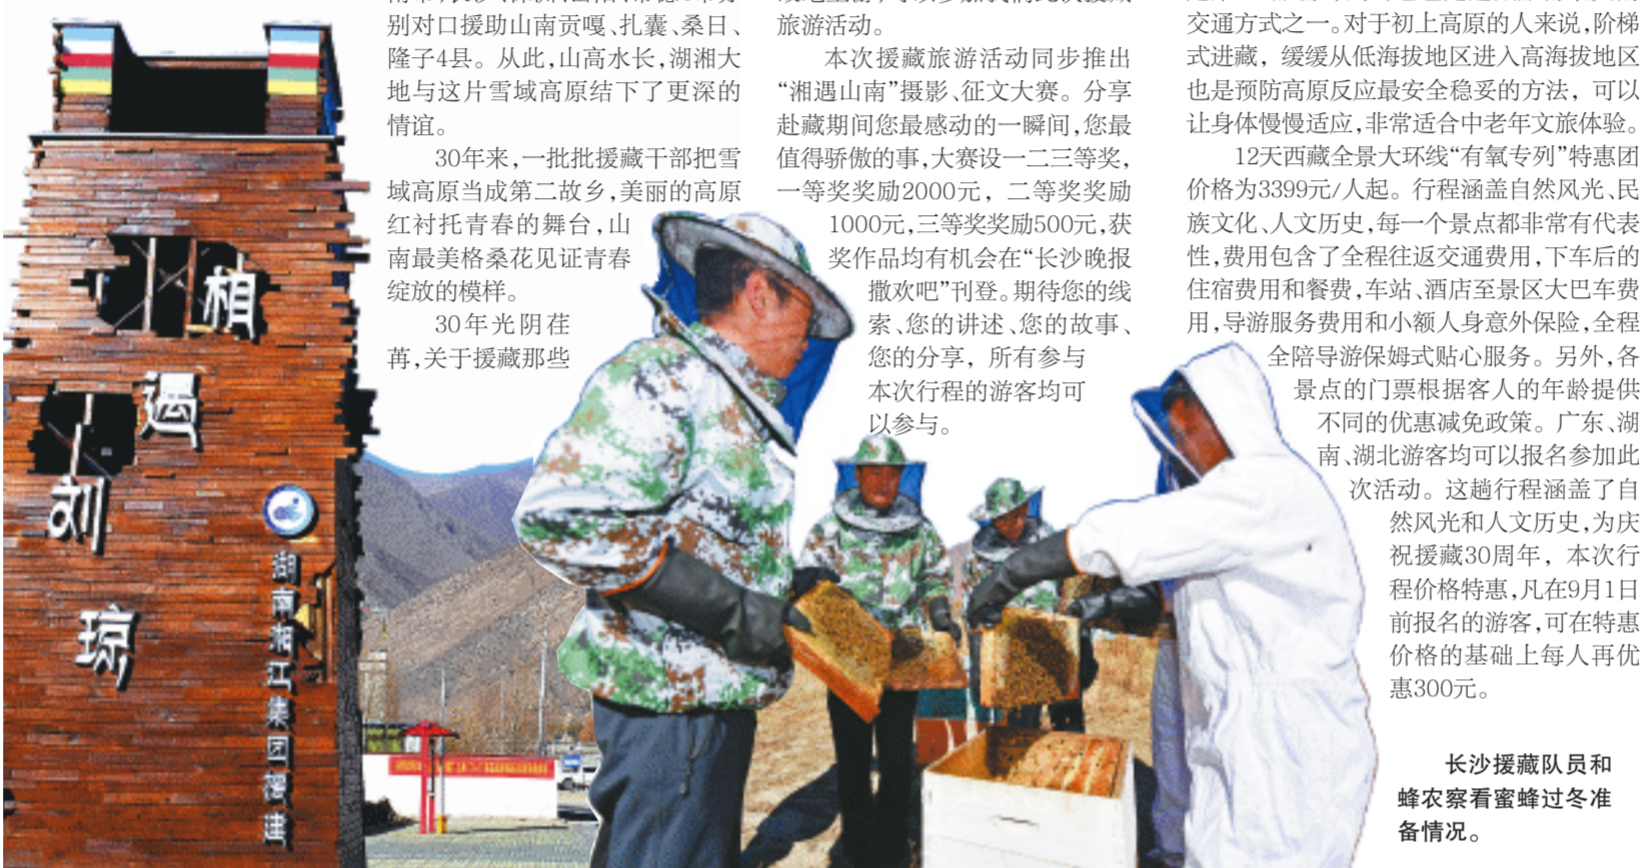 别对口援助山南贡嘎、扎囊、桑日、
隆子4县。从此,山高水长,湖湘大
地与这片雪域高原结下了更深的
情谊。
30年来,一批批援藏干部把雪
域高原当成第二故乡,美丽的高原
红衬托青春的舞台,山
南最美格桑花见证青春
绽放的模样。
30年光阴荏
苒,关于援藏那些
旅游活动。
本次援藏旅游活动同步推出
“湘遇山南”摄影、征文大赛。分享
赴藏期间您最感动的一瞬间,您最
值得骄傲的事,大赛设一二三等奖,
一等奖奖励2000元,二等奖奖励
1000元,三等奖奖励500元,获
奖作品均有机会在“长沙晚报
撒欢吧”刊登。期待您的线
索、您的讲述、您的故事、
您的分享,所有参与
本次行程的游客均可
以参与。
交通方式之一。对于初上高原的人来说,阶梯
式进藏,缓缓从低海拔地区进入高海拔地区
也是预防高原反应最安全稳妥的方法,可以
让身体慢慢适应,非常适合中老年文旅体验。
12天西藏全景大环线“有氧专列”特惠团
价格为3399元/人起。行程涵盖自然风光、民
族文化、人文历史,每一个景点都非常有代表
性,费用包含了全程往返交通费用,下车后的
住宿费用和餐费,车站、酒店至景区大巴车费
用,导游服务费用和小额人身意外保险,全程
全陪导游保姆式贴心服务。另外,各
景点的门票根据客人的年龄提供
不同的优惠减免政策。广东、湖
南、湖北游客均可以报名参加此
次活动。这趟行程涵盖了自
然风光和人文历史,为庆
祝援藏30周年,本次行
程价格特惠,凡在9月1日
前报名的游客,可在特惠
价格的基础上每人再优
惠300元。
长沙援藏队员和
蜂农察看蜜蜂过冬准
备情况。
相
遇
刘
琼
湖南湘江集团援建